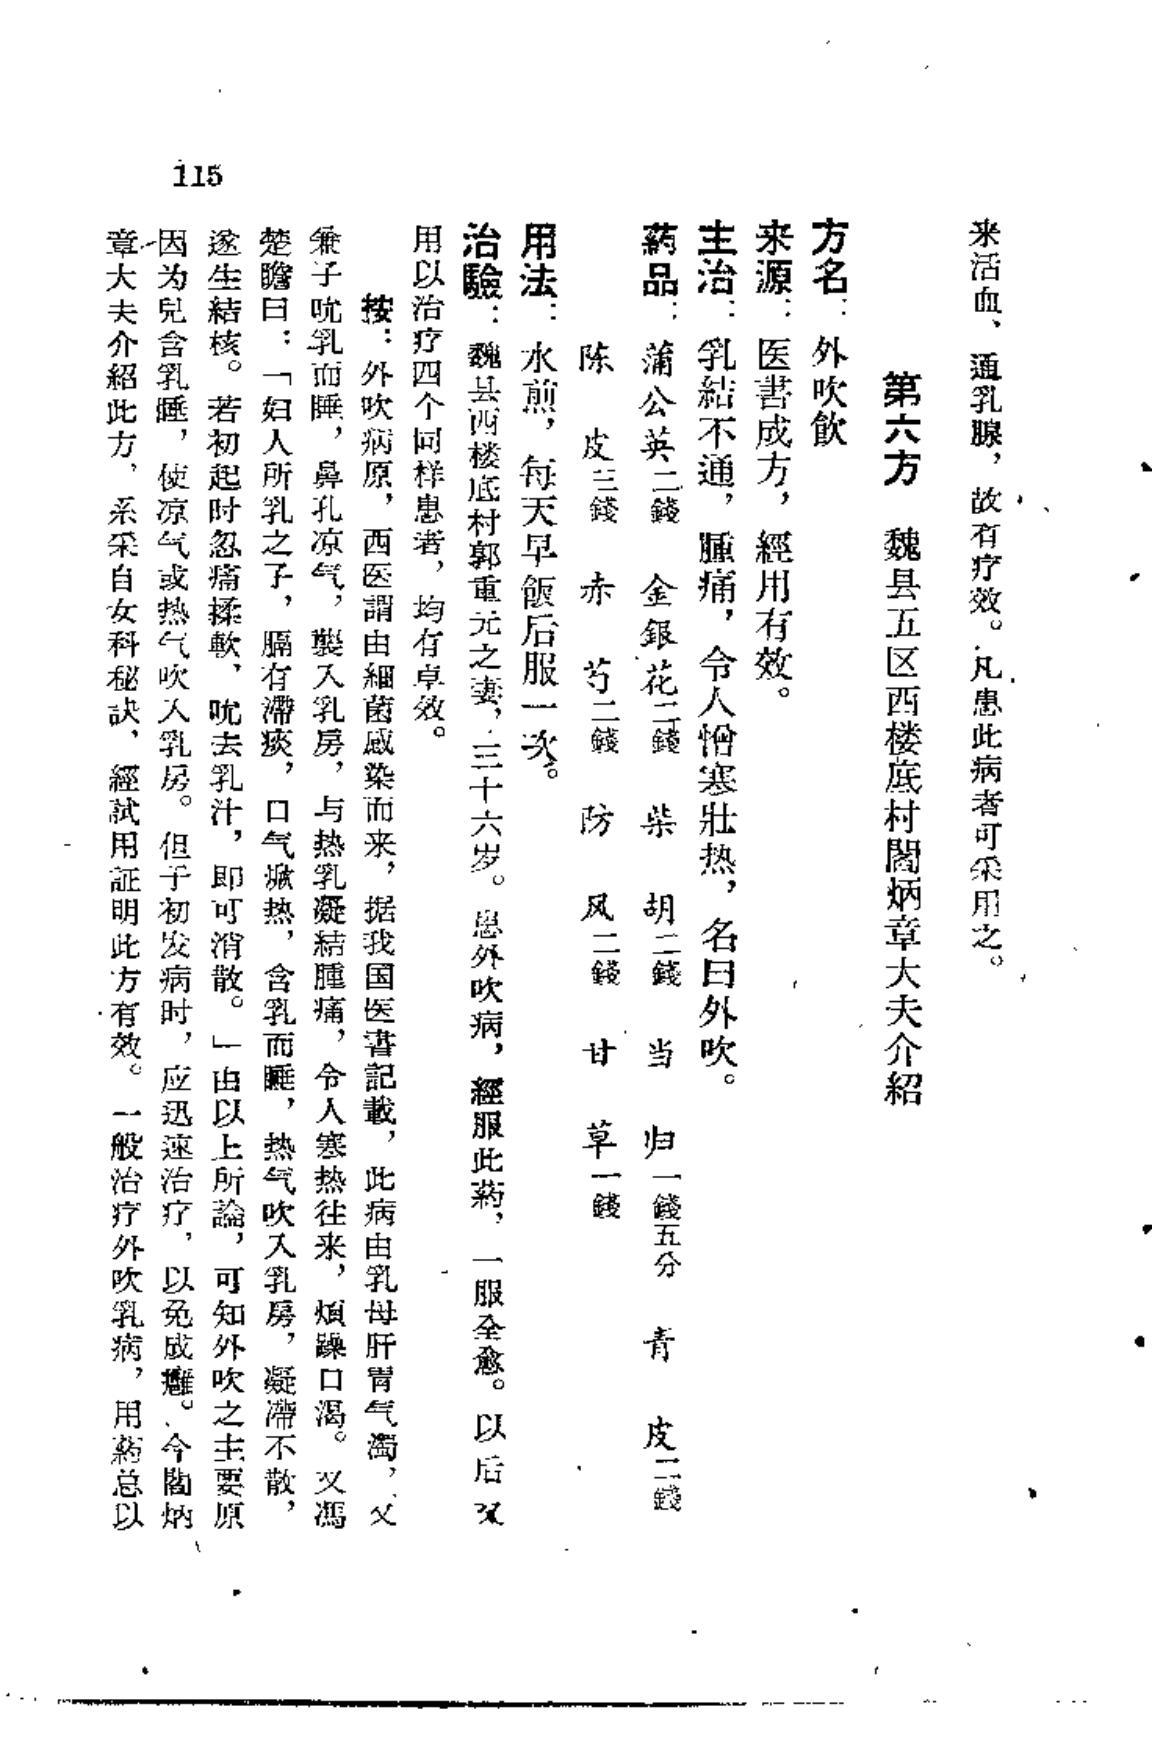 来活血、通乳腺，故有疗效。凡患此病者可采用之。
第六方　魏县五区西楼底村閻炳章大夫介紹
方名：外吹飲
来源：医書成方，經用有效。
主治：乳結不通，腫痛，令人憎寒壯热，名曰外吹。
葯品：蒲公英二錢　金銀花二錢　柴　胡二錢　当　归一錢五分　青　皮二錢
陈　皮三錢　赤　芍二錢　防　风二錢　甘　草一錢
用法：水煎，每天早飯后服一次。
治驗：魏县西楼底村郭重元之妻，三十六岁。患外吹病，經服此葯，一服全愈。以后又
用以治疗四个同样患者，均有卓效。
按：外吹病原，西医謂由細菌感染而来，据我国医書記載，此病由乳母肝胃气濁，又
兼子吮乳而睡，鼻孔凉气，襲入乳房，与热乳凝結腫痛，令人寒热往来，煩躁口渴。又馮
楚瞻曰：「妇人所乳之子，膈有滯痰，口气焮热，含乳而睡，热气吹入乳房，凝滯不散，
遂生結核。若初起时忽痛揉軟，吮去乳汁，即可消散。」由以上所論，可知外吹之主要原
因为兒含乳睡，使凉气或热气吹入乳房。但于初发病时，应迅速治疗，以免成癰。今閻炳
章大夫介紹此方，系采自女科秘訣，經試用証明此方有效。一般治疗外吹乳病，用葯总以
115